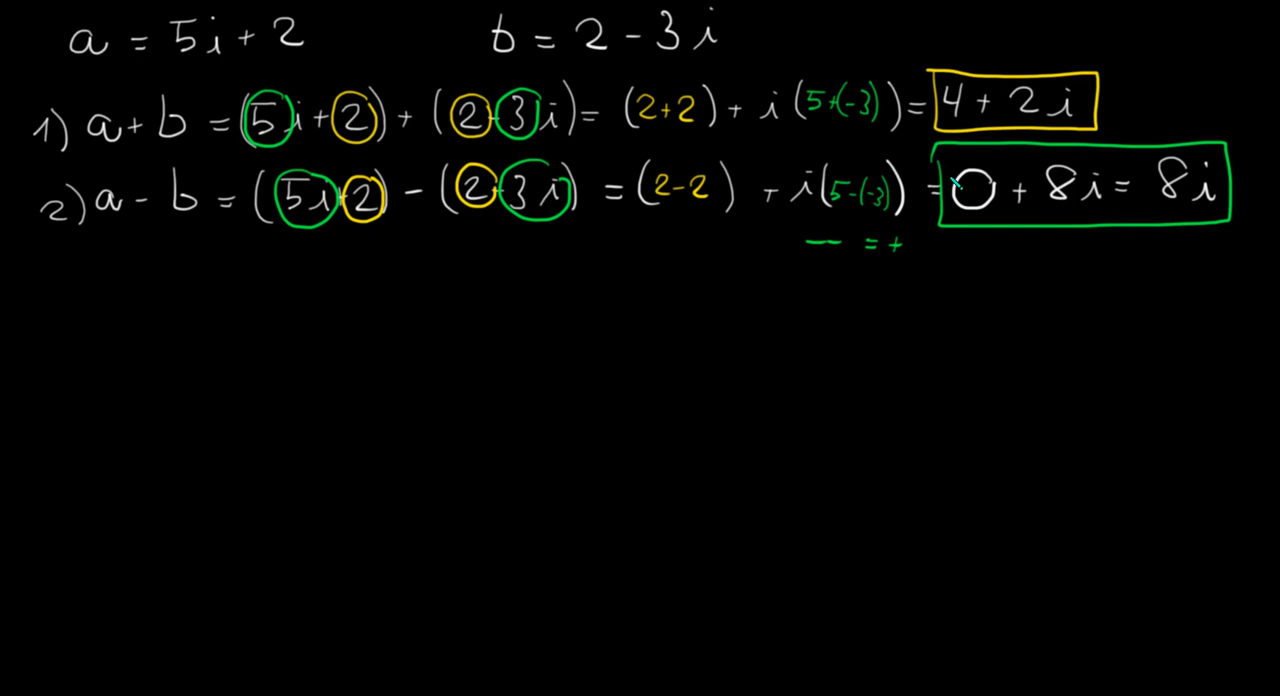 a = 5i + 2 b = 2 - 3i
1) a + b = (5i + 2) + (2 - 3i) = (2+2) + i (5+(-3)) = 4 + 2i
2) a - b = (5i + 2) - (2 - 3i) = (2-2) + i (5-(-3)) = 0 + 8i = 8i
-- = +